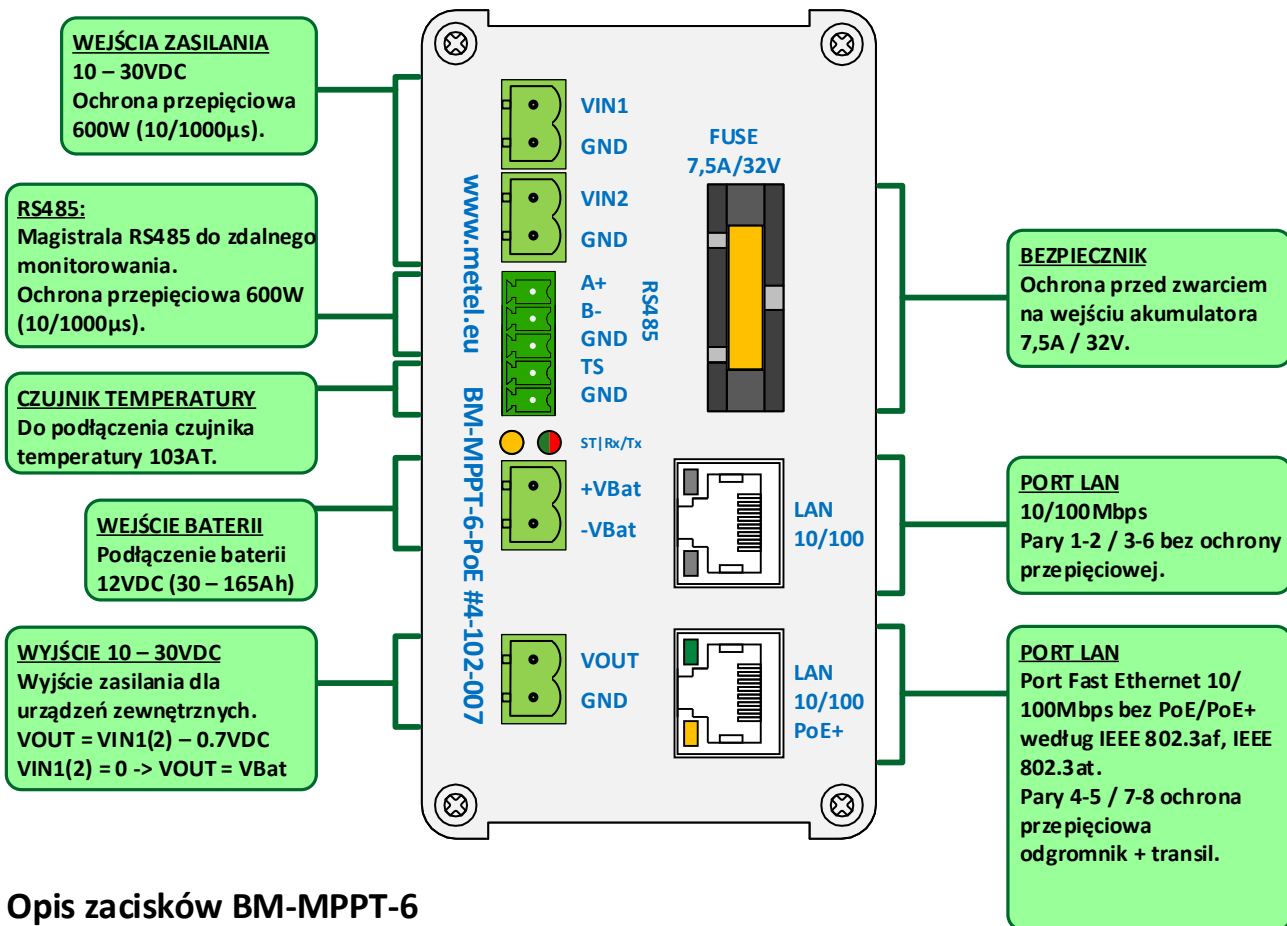 WEJŚCIA ZASILANIA
10 – 30VDC
Ochrona przepięciowa
600W (10/1000µs).
RS485:
Magistrala RS485 do zdalnego
monitorowania.
Ochrona przepięciowa 600W
(10/1000µs).
CZUJNIK TEMPERATURY
Do podłączenia czujnika
temperatury 103AT.
WEJŚCIE BATERII
Podłączenie baterii
12VDC (30 – 165Ah)
WYJŚCIE 10 – 30VDC
Wyjście zasilania dla
urządzeń zewnętrznych.
VOUT = VIN1(2) – 0.7VDC
VIN1(2) = 0 -> VOUT = VBat
www.metel.eu BM-MPPT-6-PoE #4-102-007
VIN1
GND
VIN2
GND
A+
B-
GND
TS
GND
RS485
ST|Rx/Tx
+VBat
-VBat
VOUT
GND
FUSE
7,5A/32V
LAN
10/100
LAN
10/100
PoE+
BEZPIECZNIK
Ochrona przed zwarciem
na wejściu akumulatora
7,5A / 32V.
PORT LAN
10/100Mbps
Pary 1-2 / 3-6 bez ochrony
przepięciowej.
PORT LAN
Port Fast Ethernet 10/
100Mbps bez PoE/PoE+
według IEEE 802.3af, IEEE
802.3at.
Pary 4-5 / 7-8 ochrona
przepięciowa
odgromnik + transil.
Opis zacisków BM-MPPT-6